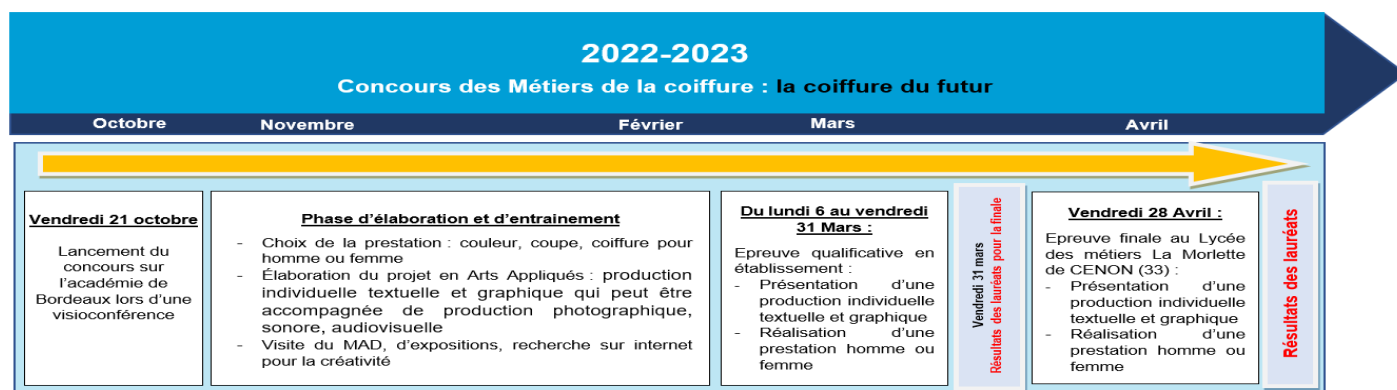 2022-2023
Concours des Métiers de la coiffure : la coiffure du futur
Octobre
Novembre
Février
Mars
Avril
Vendredi 21 octobre
Lancement du
concours sur
l'académie de
Bordeaux lors d'une
visioconférence
Phase d'élaboration et d'entrainement
- Choix de la prestation : couleur, coupe, coiffure pour
homme ou femme
- Élaboration du projet en Arts Appliqués : production
individuelle textuelle et graphique qui peut être
accompagnée de production photographique,
sonore, audiovisuelle
- Visite du MAD, d'expositions, recherche sur internet
pour la créativité
Du lundi 6 au vendredi
31 Mars :
Epreuve qualificative en
établissement :
- Présentation d'une
production individuelle
textuelle et graphique
- Réalisation d'une
prestation homme ou
femme
Vendredi 31 mars
Résultats des lauréats pour la finale
Vendredi 28 Avril :
Epreuve finale au Lycée
des métiers La Morlette
de CENON (33) :
- Présentation d'une
production individuelle
textuelle et graphique
- Réalisation d'une
prestation homme ou
femme
Résultats des lauréats